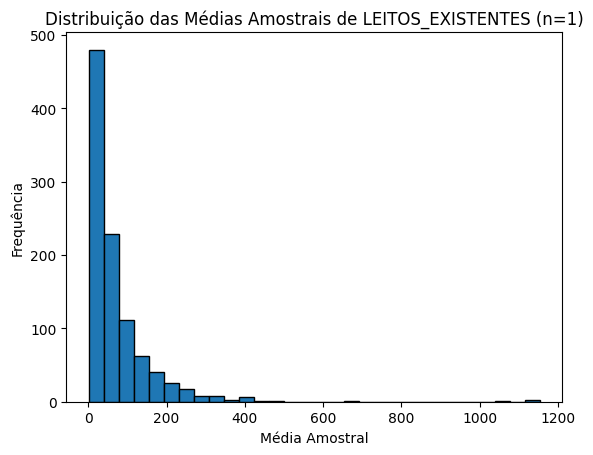 Distribuição das Médias Amostrais de LEITOS_EXISTENTES (n=1)
500
400
300
200
100
0
Frequência
0 200 400 600 800 1000 1200
Média Amostral